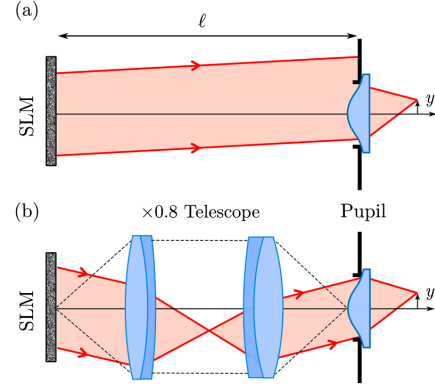 (a)
ℓ
SLM
y
(b)
×0.8 Telescope
Pupil
SLM
y